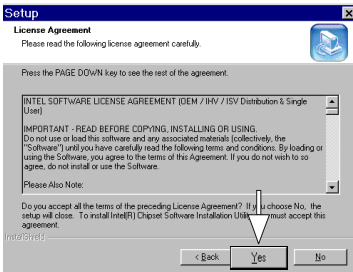 Setup
License Agreement
Please read the following license agreement carefully.
Press the PAGE DOWN key to see the rest of the agreement.
INTEL SOFTWARE LICENSE AGREEMENT (OEM / IHV / ISV Distribution & Single
User)
IMPORTANT - READ BEFORE COPYING, INSTALLING OR USING.
Do not use or load this software and any associated materials (collectively, the
"Software") until you have carefully read the following terms and conditions. By loading or
using the Software, you agree to the terms of this Agreement. If you do not wish to so
agree, do not install or use the Software.
Please Also Note:
Do you accept all the terms of the preceding License Agreement? If you choose No, the
setup will close. To install Intel(R) Chipset Software Installation must accept this
agreement.
InstallShield
< Back Yes No